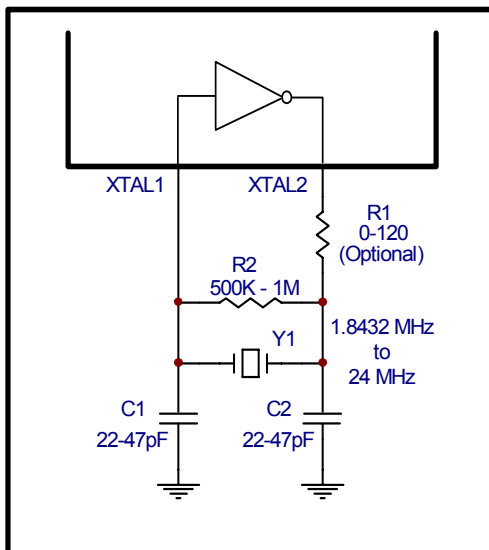 XTAL1
XTAL2
R1
0-120
(Optional)
R2
500K - 1M
Y1
1.8432 MHz
to
24 MHz
C1
22-47pF
C2
22-47pF